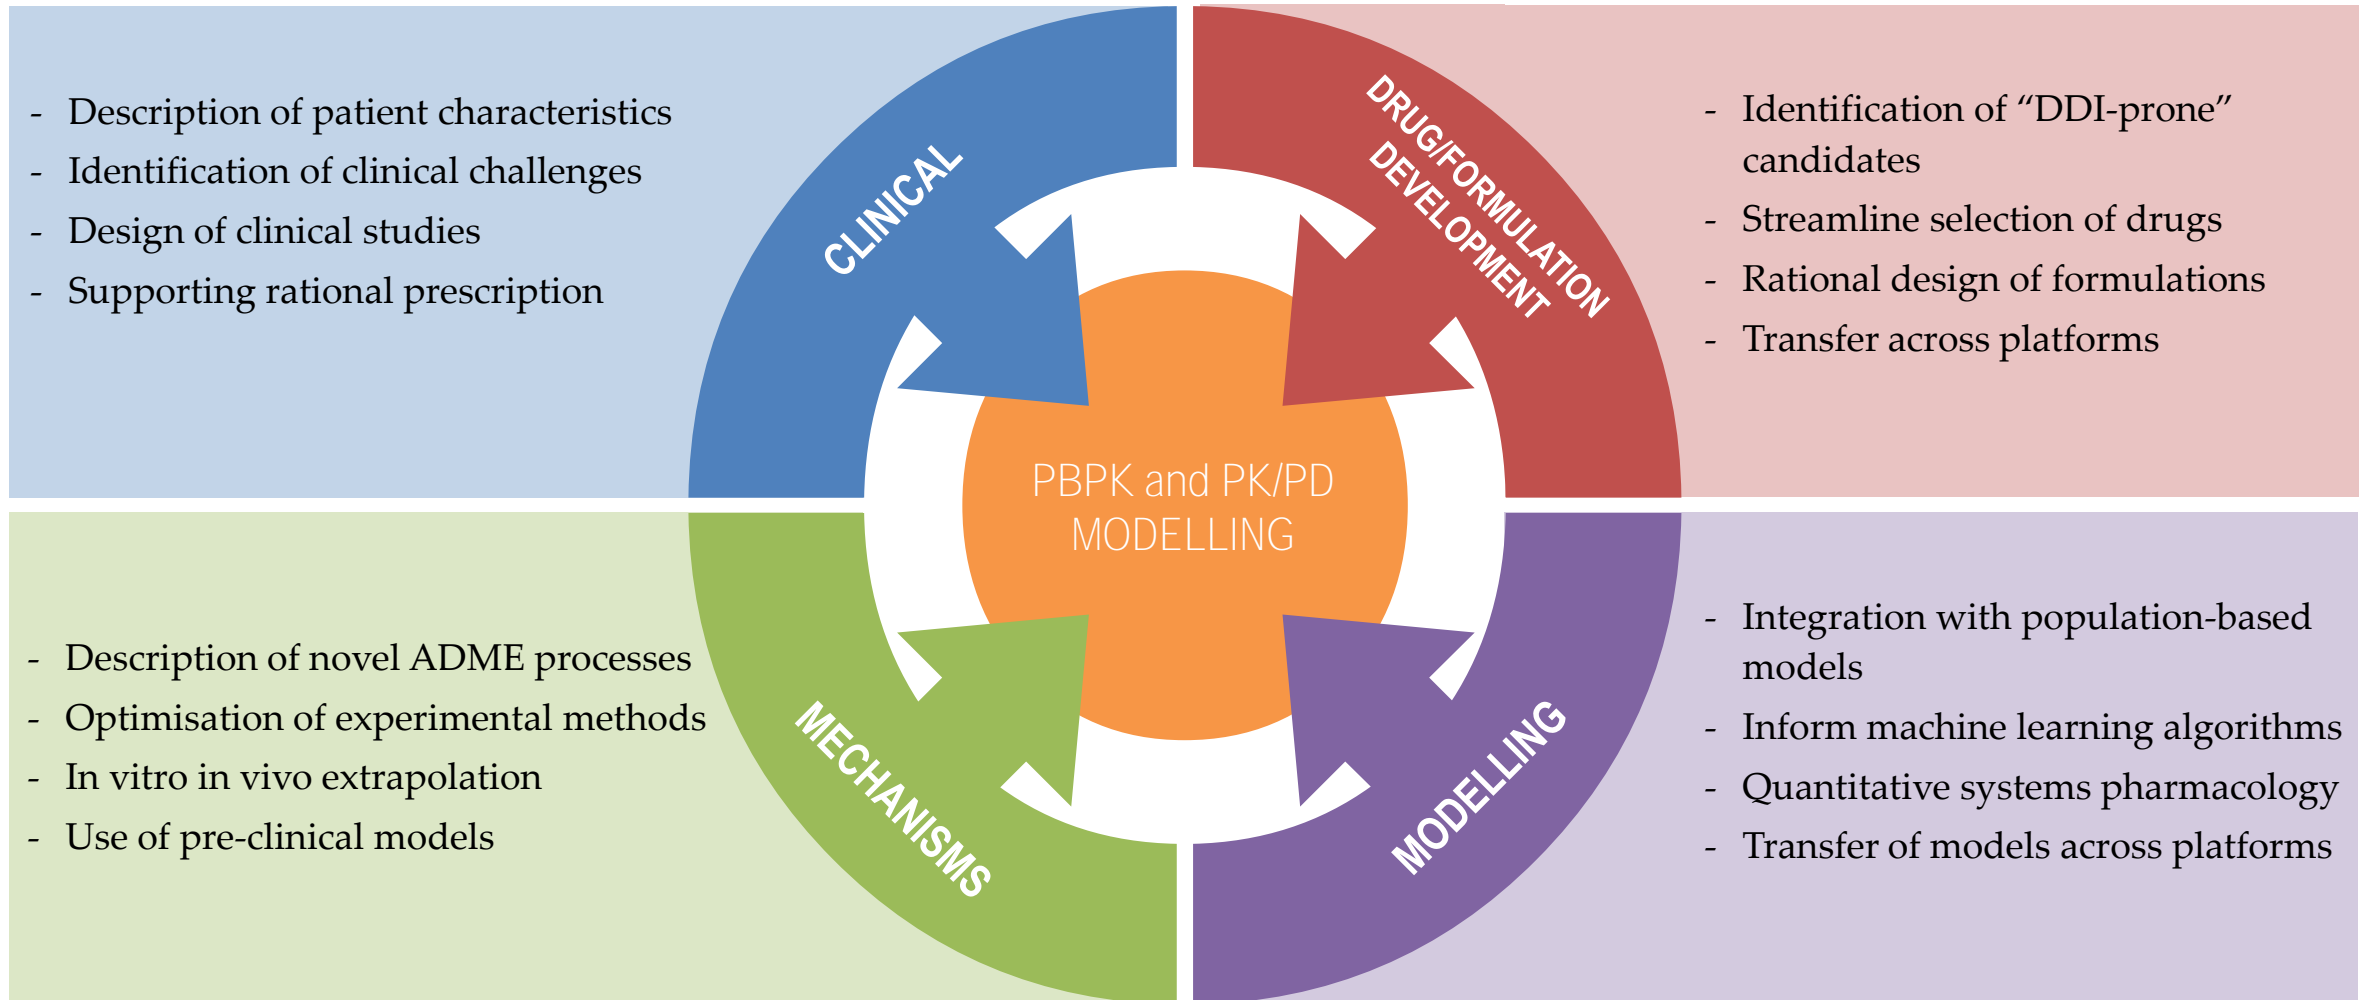 - Description of patient characteristics
- Identification of clinical challenges
- Design of clinical studies
- Supporting rational prescription
CLINICAL
DRUG/FORMULATION
DEVELOPMENT
- Identification of “DDI-prone”
candidates
- Streamline selection of drugs
- Rational design of formulations
- Transfer across platforms
PBPK and PK/PD
MODELLING
- Description of novel ADME processes
- Optimisation of experimental methods
- In vitro in vivo extrapolation
- Use of pre-clinical models
MECHANISMS
MODELLING
- Integration with population-based
models
- Inform machine learning algorithms
- Quantitative systems pharmacology
- Transfer of models across platforms